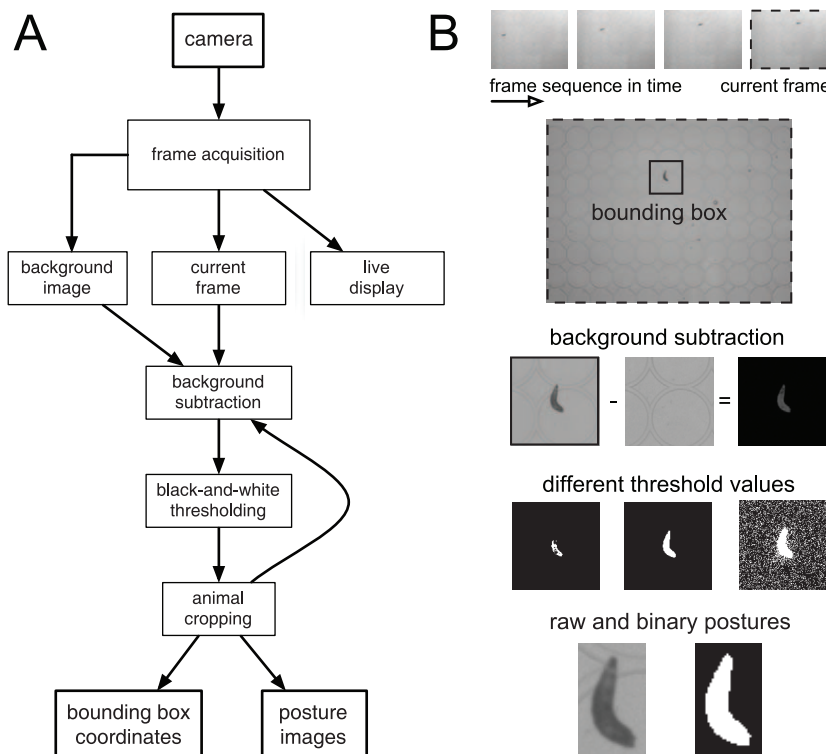 A
camera
frame acquisition
background
image
current
frame
live
display
background
subtraction
black-and-white
thresholding
animal
cropping
bounding box
coordinates
posture
images
B
frame sequence in time
current frame
bounding box
background subtraction
-
=
different threshold values
raw and binary postures